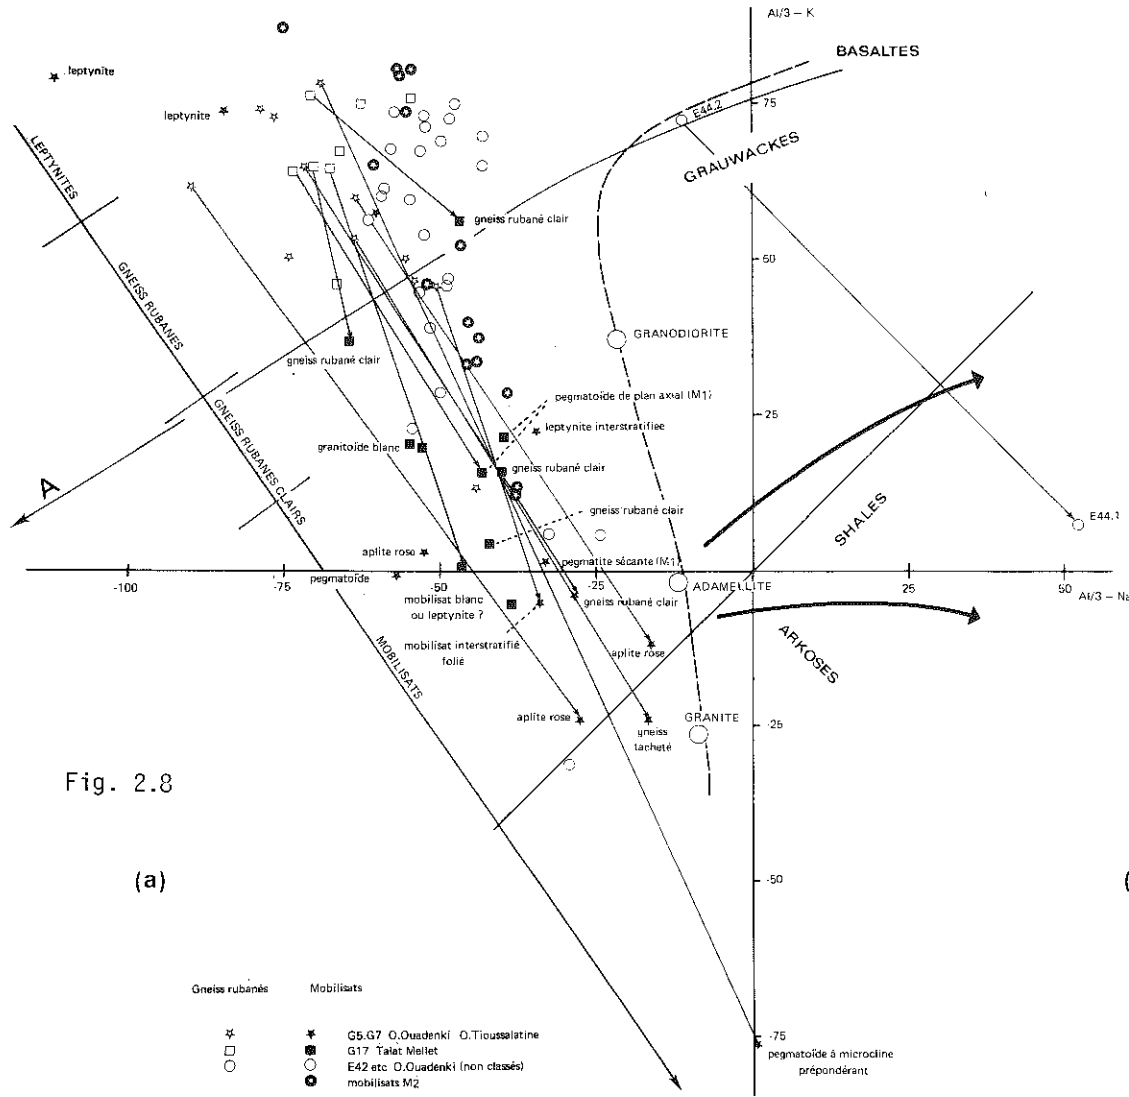 Al/3 – K
BASALTES
leptynite
75
E44.2
leptynite
GRAUWACKES
LEPTYNITES
gneiss rubané clair
50
GNEISS RUBANES
GRANODIORITE
gneiss rubané clair
pegmatoïde de plan axial (M1)
25
GNEISS RUBANES CLAIRS
leptynite interstratifiée
granitoïde blanc
gneiss rubané clair
A
gneiss rubané clair
SHALES
E44.1
aplite rose
pegmatite sécante (M1)
-100
-75
-50
-25
25
50
pegmatoïde
ADAMELLITE
Al/3 – Na
gneiss rubané clair
mobilisat blanc
ou leptynite ?
mobilisat interstratifié
folié
ARKOSES
MOBILISATS
aplite rose
aplite rose
GRANITE
gneiss
tacheté
-25
Fig. 2.8
(a)
(
-50
Gneiss rubanés
Mobilisats
G5.G7 O.Ouadenki O.Tioussalatine
G17 Talat Mellet
E42 etc O.Ouadenki (non classés)
mobilisats M2
-75
pegmatoïde à microcline
prépondérant